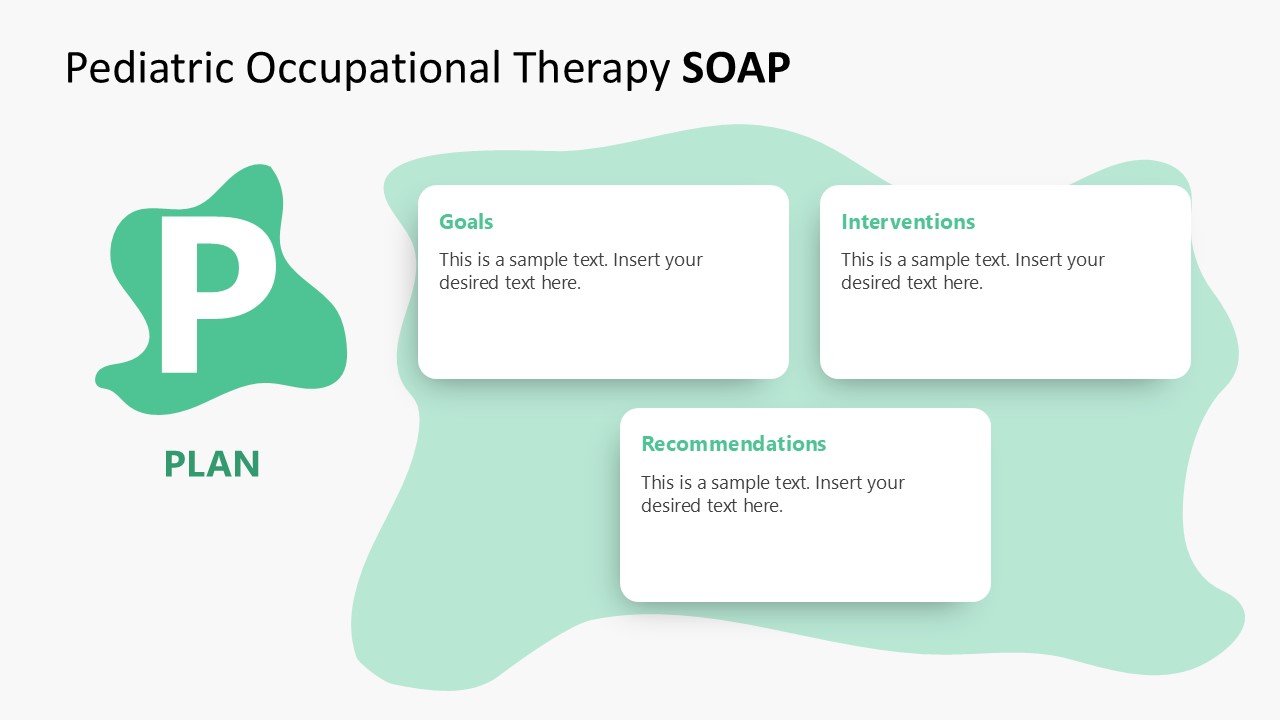 Pediatric Occupational Therapy SOAP
P
PLAN
Goals
This is a sample text. Insert your
desired text here.
Interventions
This is a sample text. Insert your
desired text here.
Recommendations
This is a sample text. Insert your
desired text here.